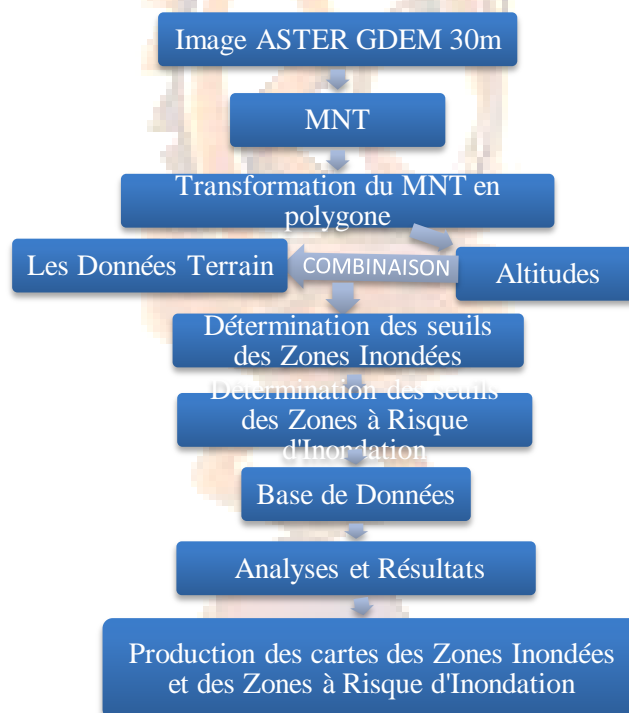 Image ASTER GDEM 30m
MNT
Transformation du MNT en
polygone
Les Données Terrain
COMBINAISON
Altitudes
Détermination des seuils
des Zones Inondées
Détermination des seuils
des Zones à Risque
d'Inondation
Base de Données
Analyses et Résultats
Production des cartes des Zones Inondées
et des Zones à Risque d'Inondation